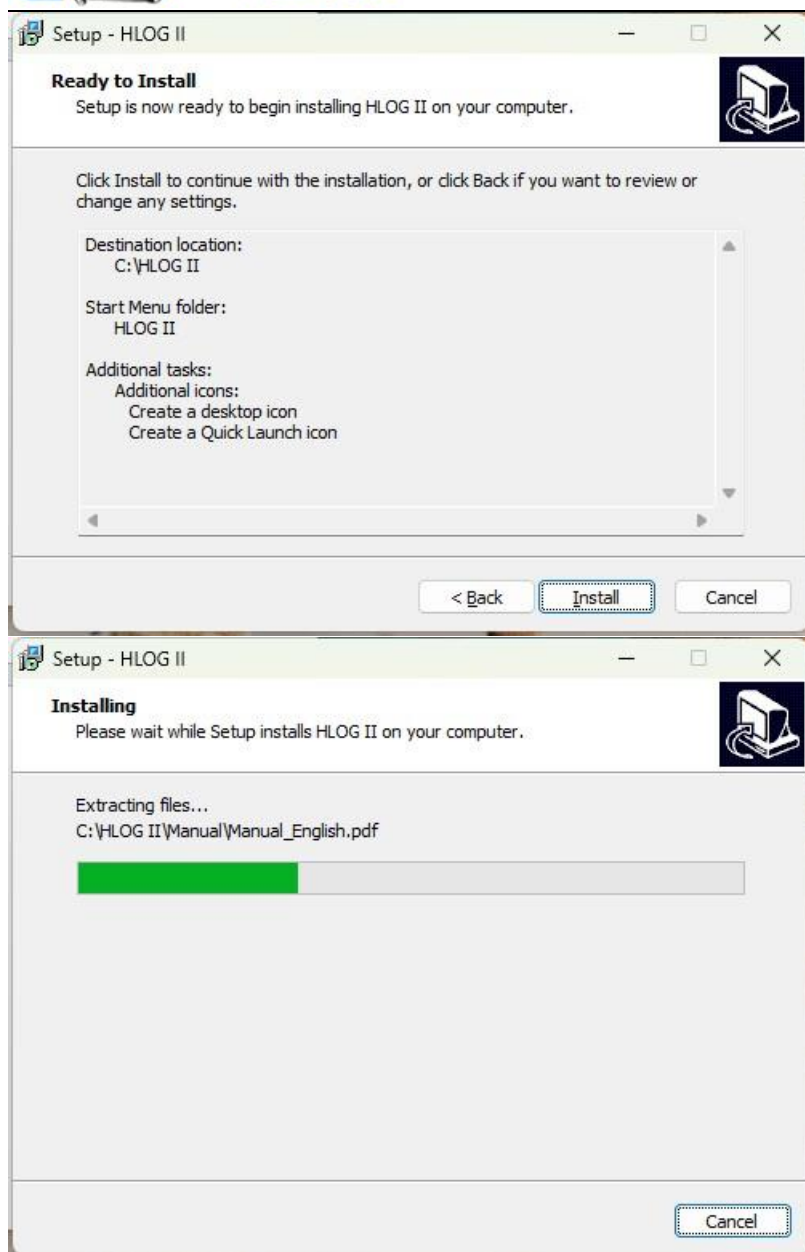 Setup - HLOG II
Ready to Install
Setup is now ready to begin installing HLOG II on your computer.
Click Install to continue with the installation, or click Back if you want to review or
change any settings.
Destination location:
C:\HLOG II
Start Menu folder:
HLOG II
Additional tasks:
Additional icons:
Create a desktop icon
Create a Quick Launch icon
< Back
Install
Cancel
Setup - HLOG II
Installing
Please wait while Setup installs HLOG II on your computer.
Extracting files...
C:\HLOG II\Manual\Manual_English.pdf
Cancel